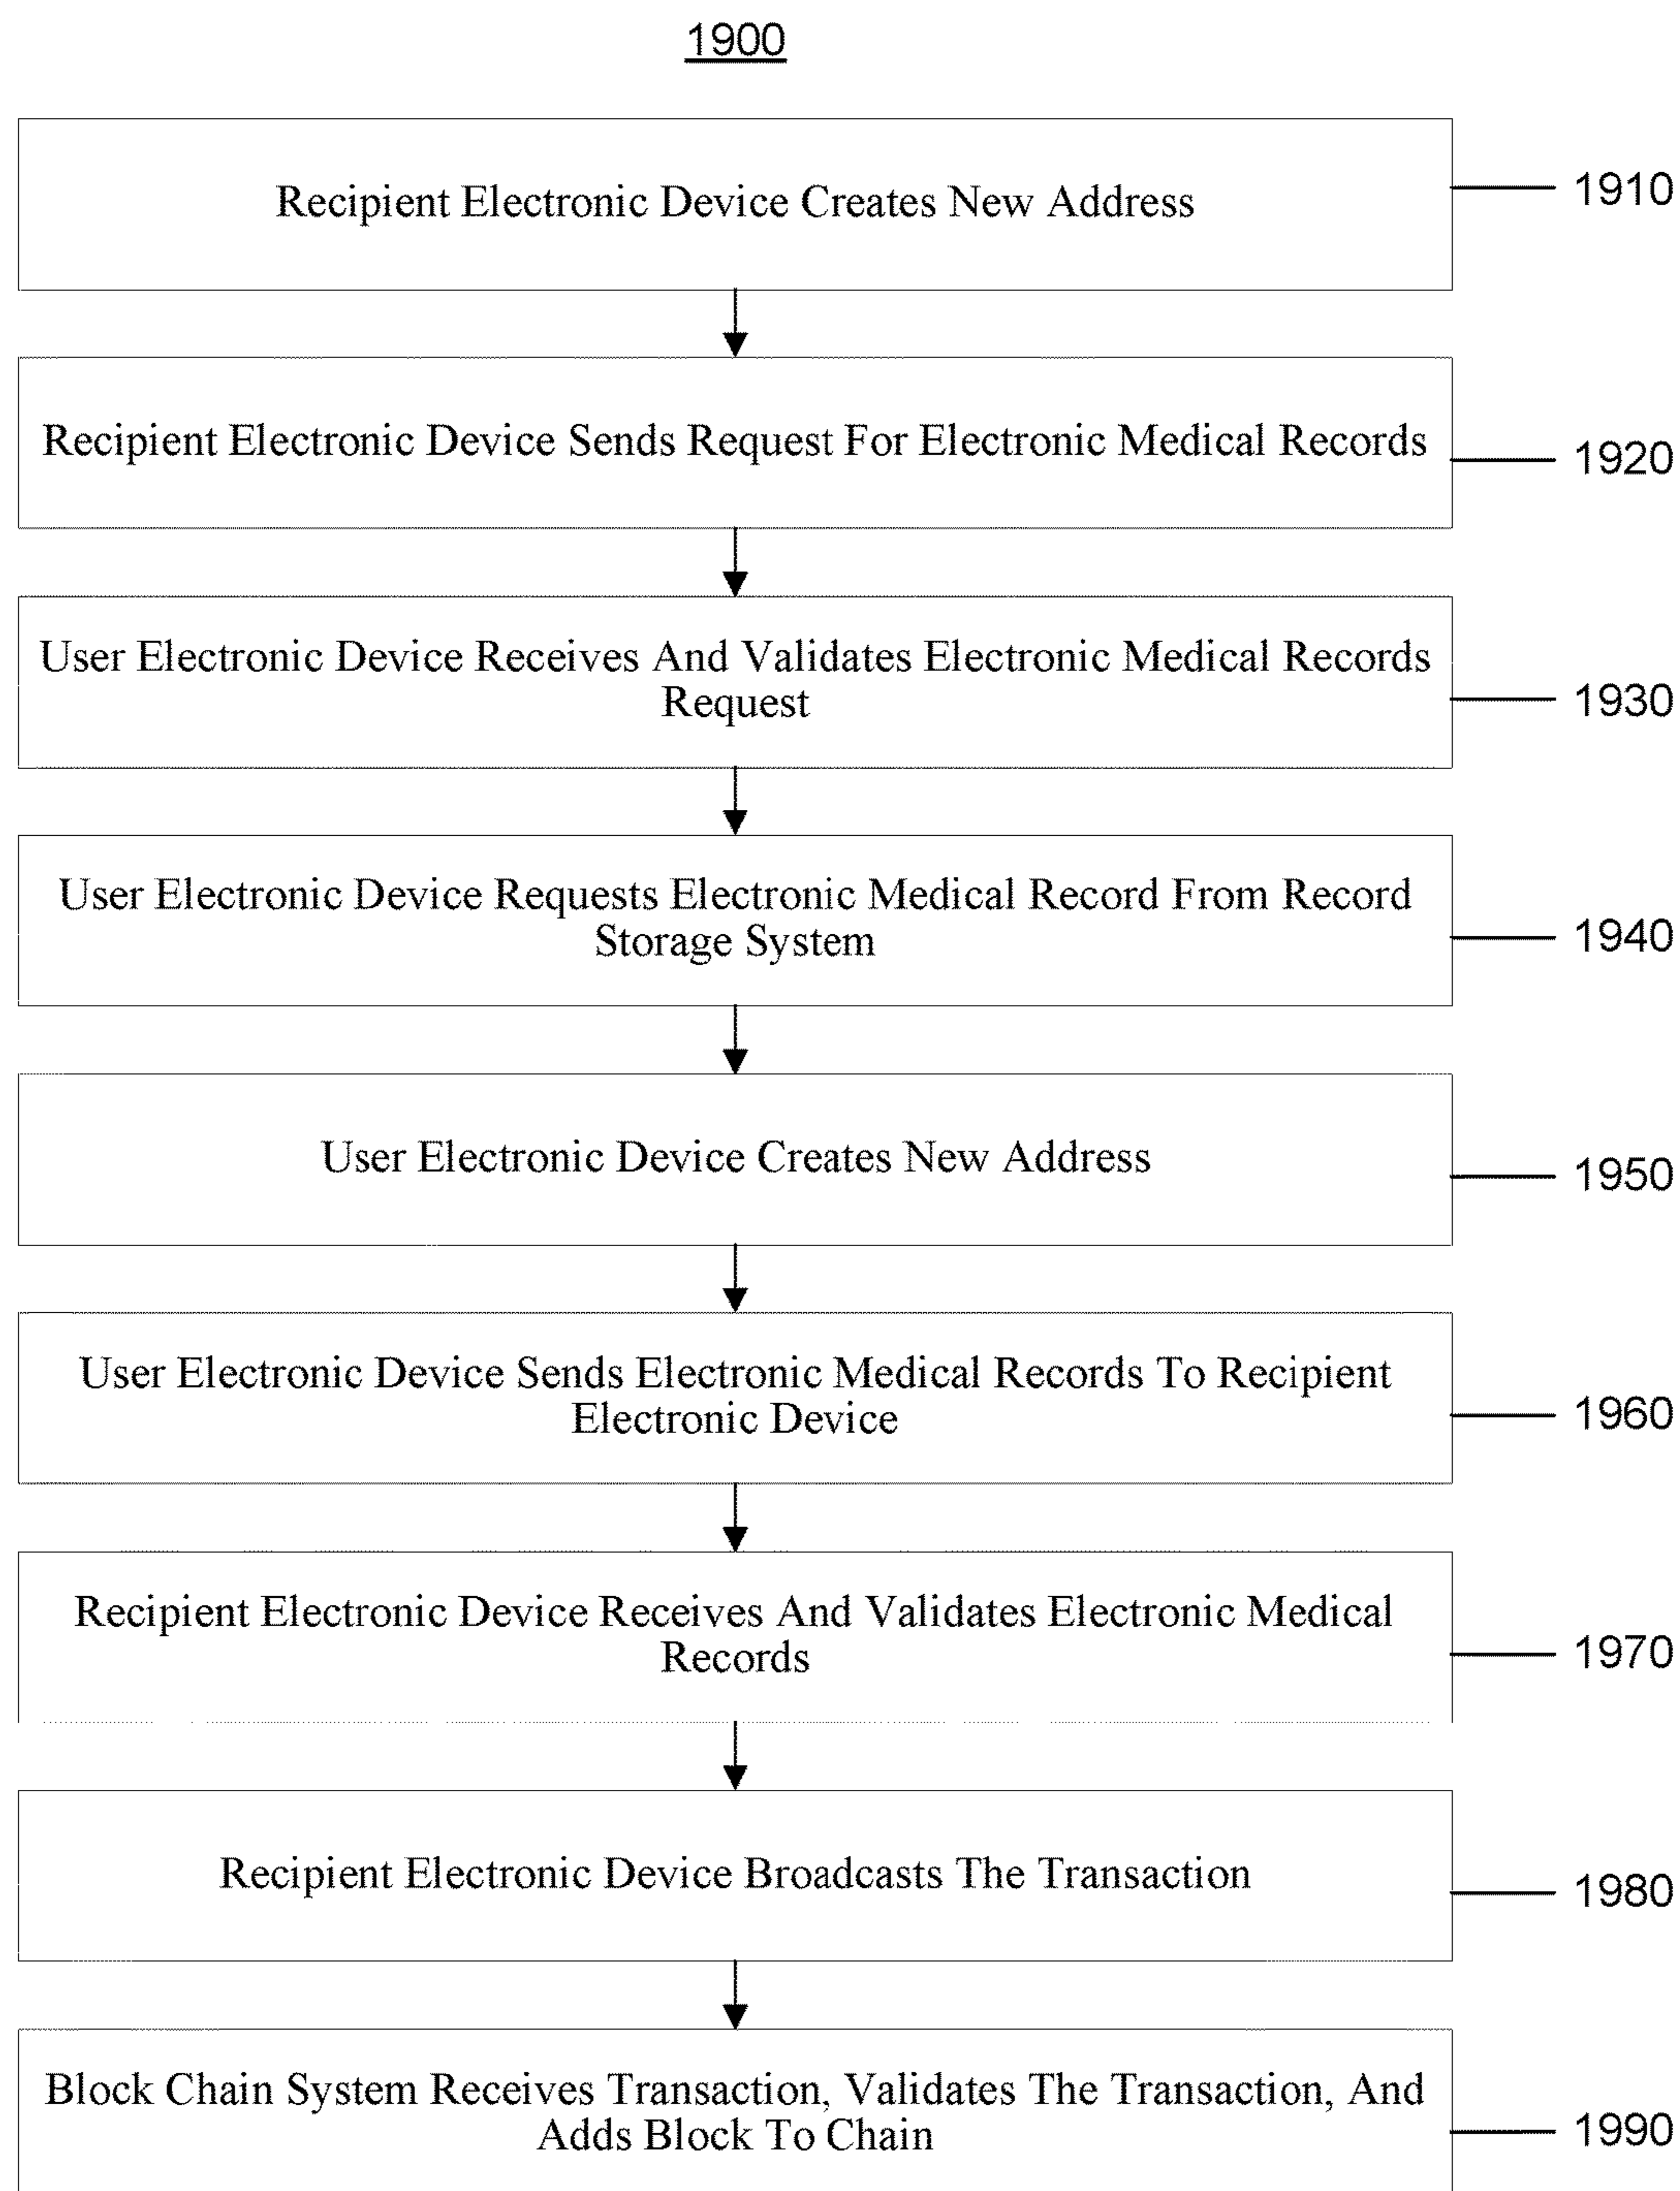 1900
Recipient Electronic Device Creates New Address
1910
Recipient Electronic Device Sends Request For Electronic Medical Records
1920
User Electronic Device Receives And Validates Electronic Medical Records
Request
1930
User Electronic Device Requests Electronic Medical Record From Record
Storage System
1940
User Electronic Device Creates New Address
1950
User Electronic Device Sends Electronic Medical Records To Recipient
Electronic Device
1960
Recipient Electronic Device Receives And Validates Electronic Medical
Records
1970
Recipient Electronic Device Broadcasts The Transaction
1980
Block Chain System Receives Transaction, Validates The Transaction, And
Adds Block To Chain
1990